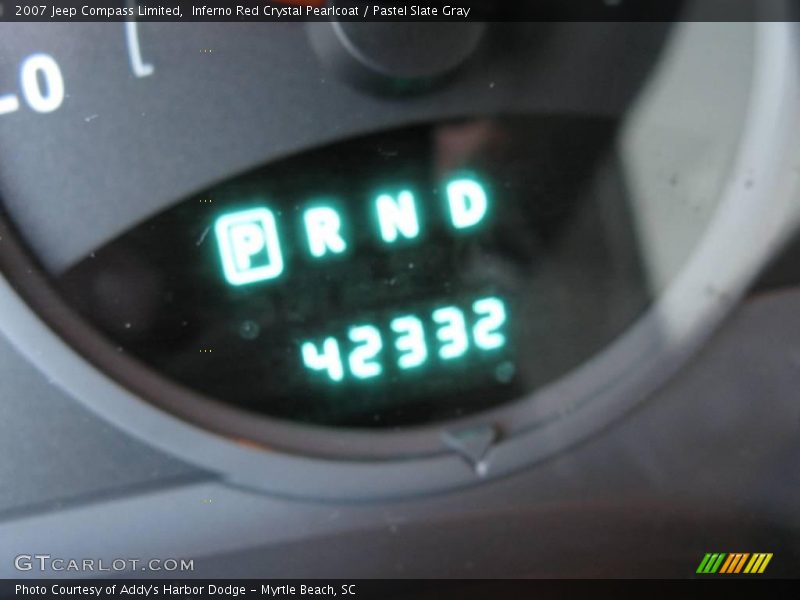 2007 Jeep Compass Limited,  Inferno Red Crystal Pearlcoat / Pastel Slate Gray
0
P R N D
42332
GTCARLOT.COM
Photo Courtesy of Addy's Harbor Dodge - Myrtle Beach, SC